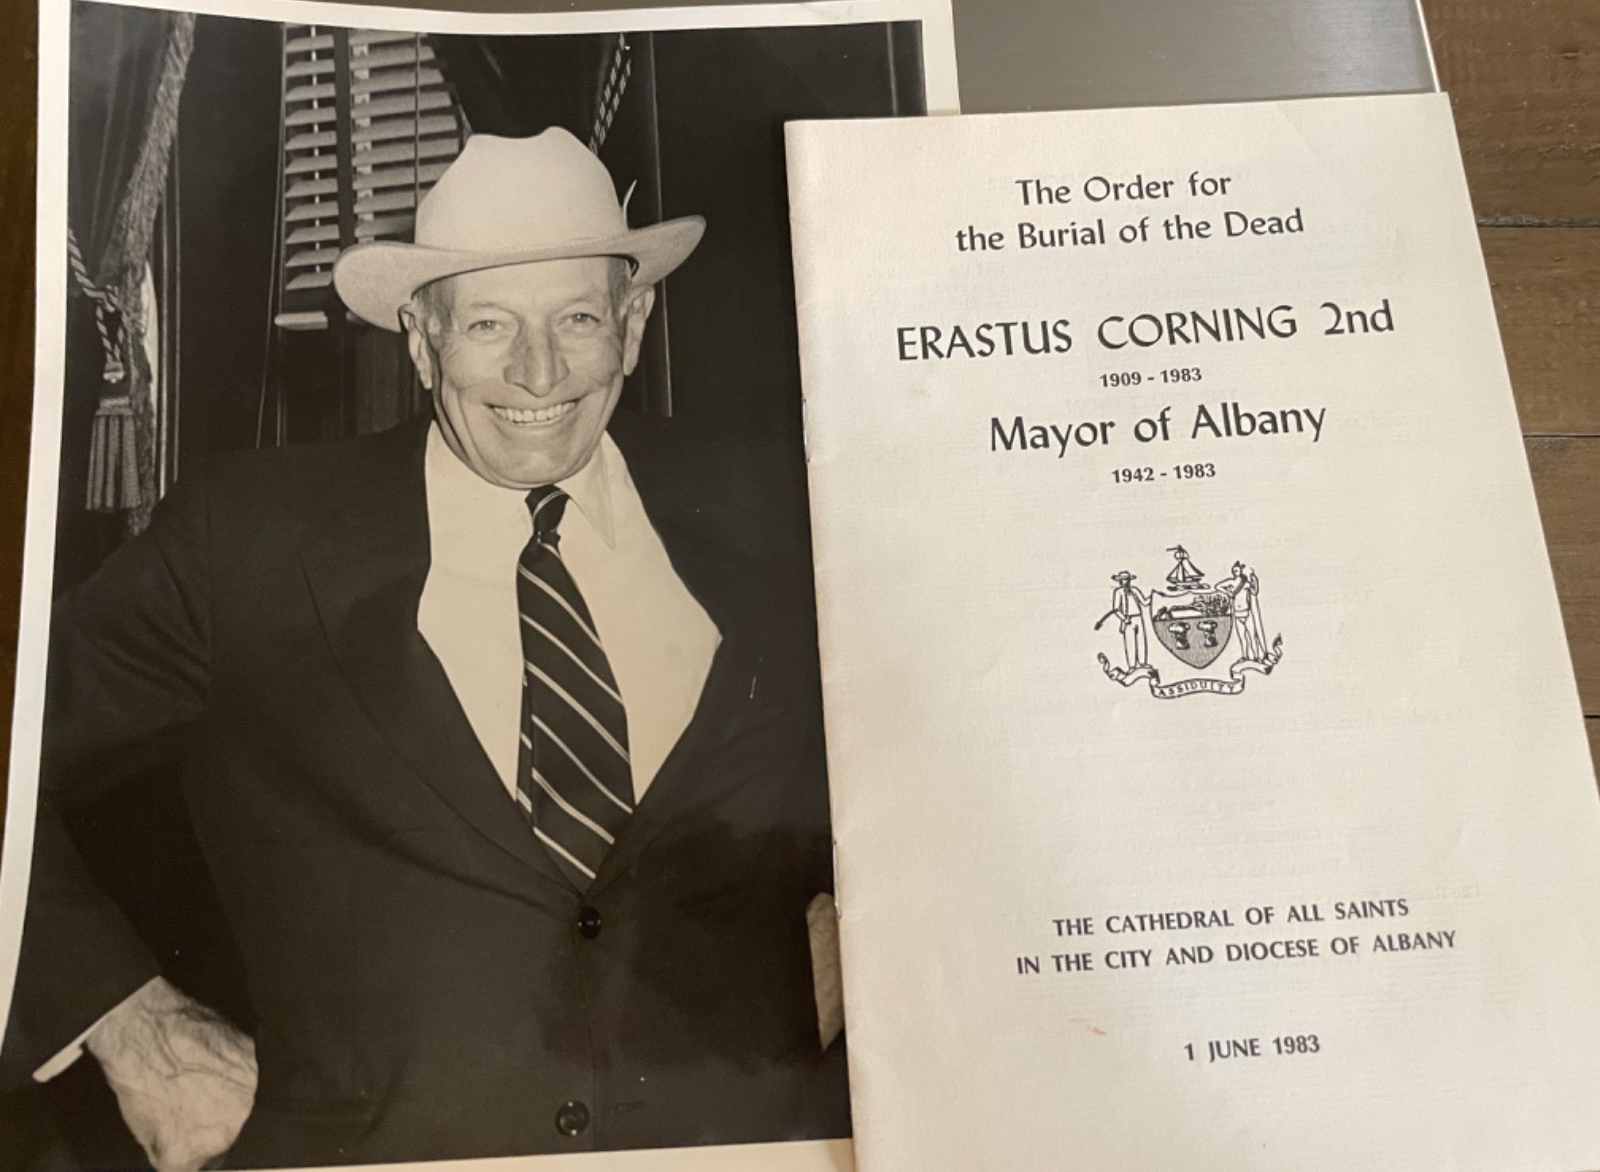 The Order for
the Burial of the Dead
ERASTUS CORNING 2nd
1909 - 1983
Mayor of Albany
1942 - 1983
ASSIDUITY
THE CATHEDRAL OF ALL SAINTS
IN THE CITY AND DIOCESE OF ALBANY
1 JUNE 1983